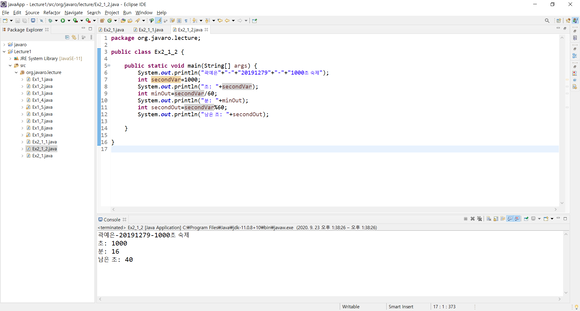 javaApp - Lecture1/src/org/javaro/lecture/Ex2_1_2.java - Eclipse IDE
File Edit Source Refactor Navigate Search Project Run Window Help
Package Explorer
javaro
Lecture1
JRE System Library [JavaSE-11]
src
org.javaro.lecture
Ex1_1.java
Ex1_2.java
Ex1_3.java
Ex1_4.java
Ex1_5.java
Ex1_6.java
Ex1_7.java
Ex1_8.java
Ex1_9.java
Ex2_1_1.java
Ex2_1_2.java
Ex2_1.java
Ex2_1.java Ex2_1_1.java Ex2_1_2.java
1 package org.javaro.lecture;
2
3 public class Ex2_1_2 {
4
5 public static void main(String[] args) {
6 System.out.println("곽예은"+"-"+"20191279"+"-"+"1000초 숙제");
7 int secondVar=1000;
8 System.out.println("초: "+secondVar);
9 int minOut=secondVar/60;
10 System.out.println("분: "+minOut);
11 int secondOut=secondVar%60;
12 System.out.println("남은 초: "+secondOut);
13
14 }
15
16 }
17
Console
<terminated> Ex2_1_2 [Java Application] C:\Program Files\Java\jdk-11.0.8+10\bin\javaw.exe (2020. 9. 23 오후 1:38:26 – 오후 1:38:26)
곽예은-20191279-1000초 숙제
초: 1000
분: 16
남은 초: 40
Writable Smart Insert 17 : 1 : 373